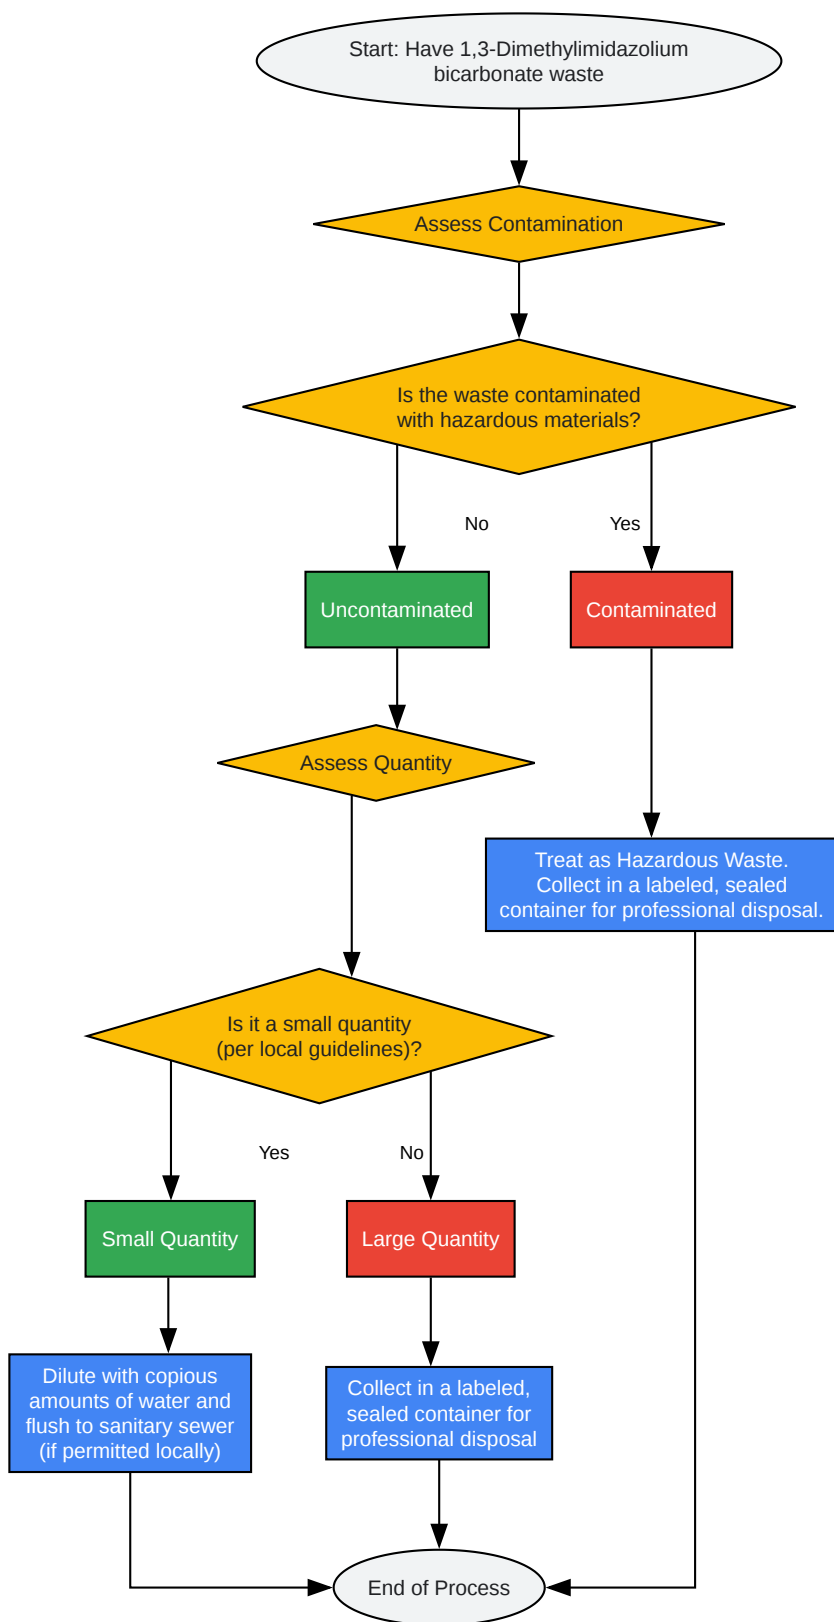 Start: Have 1,3-Dimethylimidazolium
bicarbonate waste
Assess Contamination
Is the waste contaminated
with hazardous materials?
No
Yes
Uncontaminated
Contaminated
Assess Quantity
Treat as Hazardous Waste.
Collect in a labeled, sealed
container for professional disposal.
Is it a small quantity
(per local guidelines)?
Yes
No
Small Quantity
Large Quantity
Dilute with copious
amounts of water and
flush to sanitary sewer
(if permitted locally)
Collect in a labeled,
sealed container for
professional disposal
End of Process